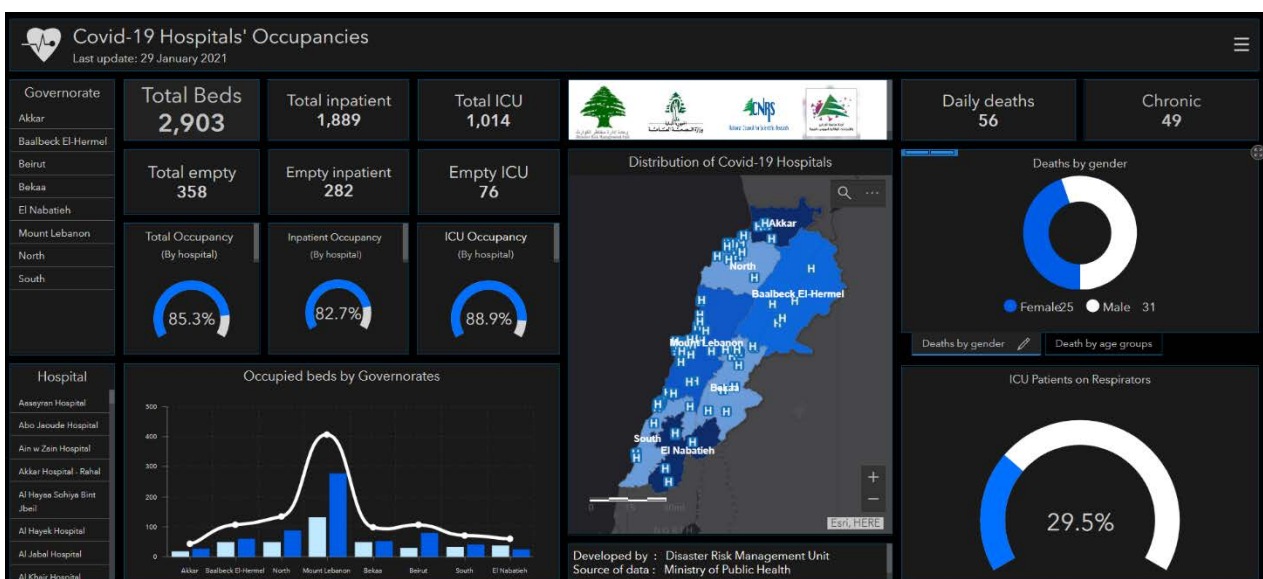 Covid-19 Hospitals' Occupancies
Last update: 29 January 2021
Governorate
Akkar
Baalbeck El-Hermel
Beirut
Bekaa
El Nabatieh
Mount Lebanon
North
South
Total Beds
2,903
Total inpatient
1,889
Total ICU
1,014
Total empty
358
Empty inpatient
282
Empty ICU
76
Total Occupancy
(By hospital)
85.3%
Inpatient Occupancy
(By hospital)
82.7%
ICU Occupancy
(By hospital)
88.9%
Hospital
Asseyran Hospital
Abo Jaoude Hospital
Ain w Zain Hospital
Akkar Hospital - Rahal
Al Hayaa Sohiya Bint
Jbeil
Al Hayek Hospital
Al Jabal Hospital
Al Khair Hospital
Occupied beds by Governorates
500
400
300
200
100
0
Akkar Baalbeck El-Hermel North Mount Lebanon Bekaa Beirut South El Nabatieh
CNRS
Distribution of Covid-19 Hospitals
Akkar
North
Baalbeck El-Hermel
Mount Lebanon
Bekaa
South
El Nabatieh
Esri, HERE
Developed by : Disaster Risk Management Unit
Source of data : Ministry of Public Health
Daily deaths
56
Chronic
49
Deaths by gender
Female25 Male 31
Deaths by gender Death by age groups
ICU Patients on Respirators
29.5%